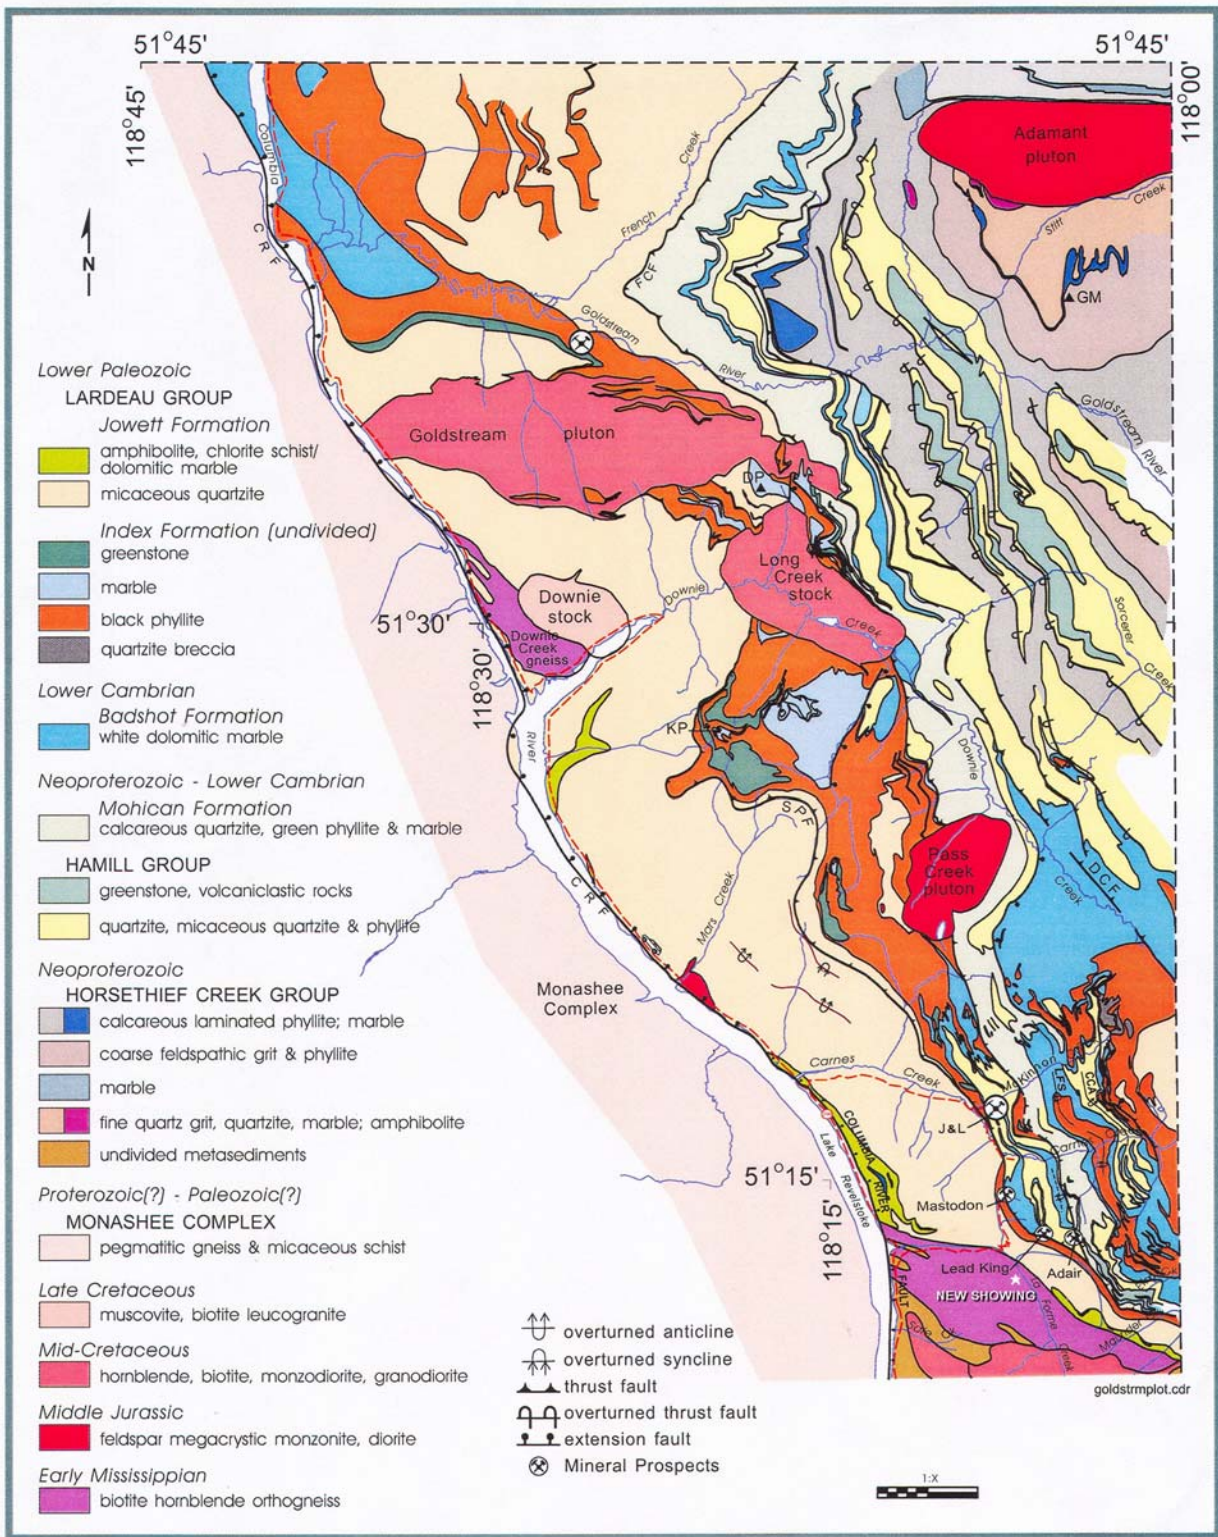 51°45'
51°45'
118°45'
118°00'
Columbia
CRF
N
French
Creek
FCF
Adamant
pluton
Stitt
Creek
GM
Goldstream
River
Goldstream
River
Goldstream pluton
DP
Long
Creek
stock
Downie
Creek
Downie
stock
Downie
Creek
gneiss
51°30'
118°30'
River
KP
SPF
Sorcerer
Creek
Downie
Creek
DCF
Pass
Creek
pluton
Mars Creek
CRF
Monashee
Complex
Carnes
Creek
McKinnon
LFS
CCA
J&L
Carnes
COLUMBIA
RIVER
FAULT
Lake
Revelstoke
51°15'
118°15'
Mastodon
Lead King
Adair
NEW SHOWING
La Forme
Creek
Maunder
Lower Paleozoic
LARDEAU GROUP
Jowett Formation
amphibolite, chlorite schist/
dolomitic marble
micaceous quartzite
Index Formation (undivided)
greenstone
marble
black phyllite
quartzite breccia
Lower Cambrian
Badshot Formation
white dolomitic marble
Neoproterozoic - Lower Cambrian
Mohican Formation
calcareous quartzite, green phyllite & marble
HAMILL GROUP
greenstone, volcaniclastic rocks
quartzite, micaceous quartzite & phyllite
Neoproterozoic
HORSETHIEF CREEK GROUP
calcareous laminated phyllite; marble
coarse feldspathic grit & phyllite
marble
fine quartz grit, quartzite, marble; amphibolite
undivided metasediments
Proterozoic(?) - Paleozoic(?)
MONASHEE COMPLEX
pegmatitic gneiss & micaceous schist
Late Cretaceous
muscovite, biotite leucogranite
Mid-Cretaceous
hornblende, biotite, monzodiorite, granodiorite
Middle Jurassic
feldspar megacrystic monzonite, diorite
Early Mississippian
biotite hornblende orthogneiss
overturned anticline
overturned syncline
thrust fault
overturned thrust fault
extension fault
Mineral Prospects
goldstrmplot.cdr
1:X